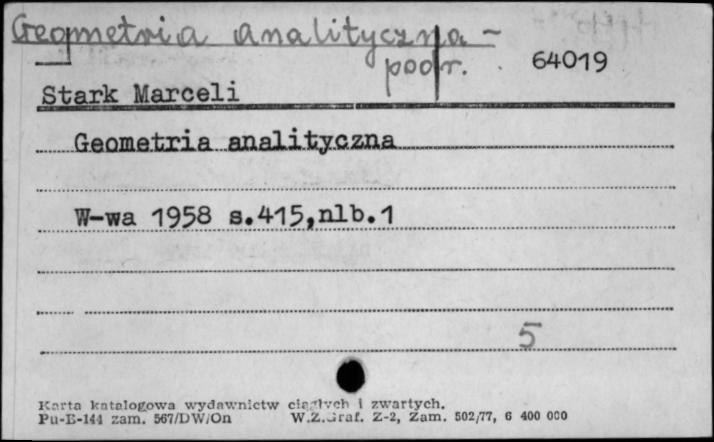 Geometria analityczna -
podr. 64019
Stark Marceli
Geometria analityczna
W-wa 1958 s.415,nlb.1
5
Karta katalogowa wydawnictw ciągłych i zwartych.
Pu-E-144 zam. 567/DW/On W.Z.Graf. Z-2, Zam. 502/77, 6 400 000